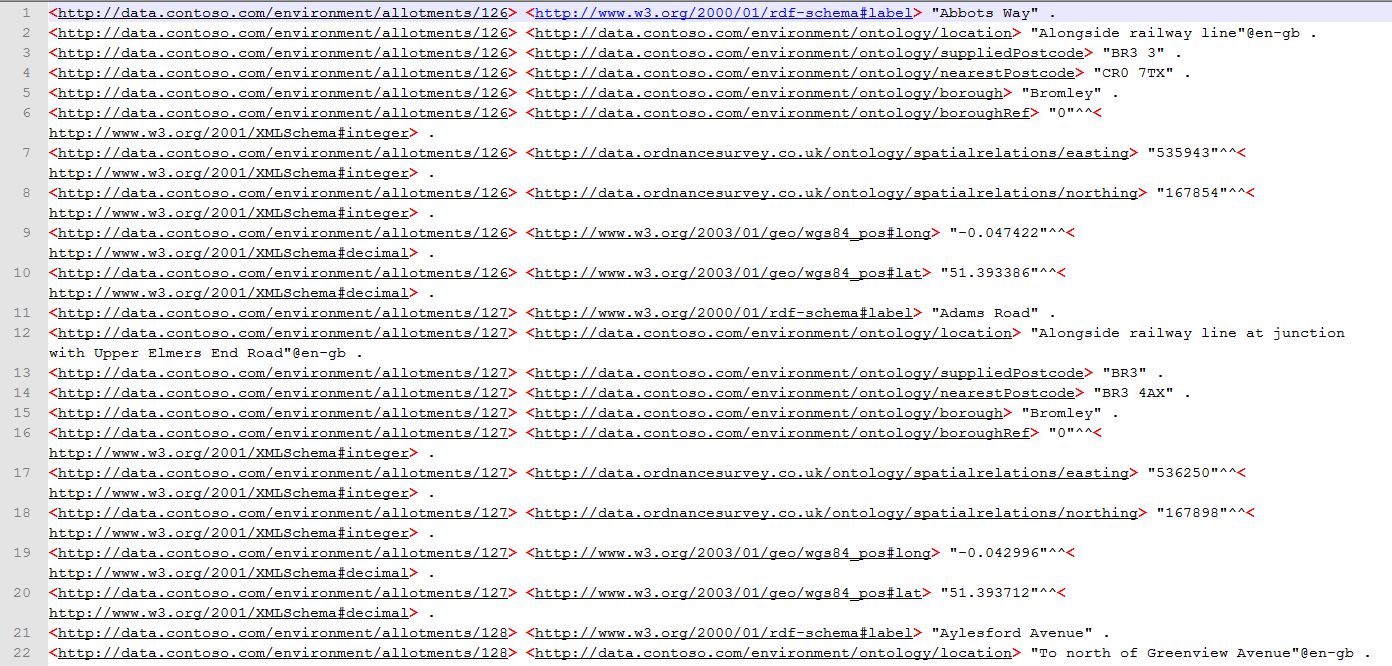 1 <http://data.contoso.com/environment/allotments/126> <http://www.w3.org/2000/01/rdf-schema#label> "Abbots Way" .
2 <http://data.contoso.com/environment/allotments/126> <http://data.contoso.com/environment/ontology/location> "Alongside railway line"@en-gb .
3 <http://data.contoso.com/environment/allotments/126> <http://data.contoso.com/environment/ontology/suppliedPostcode> "BR3 3" .
4 <http://data.contoso.com/environment/allotments/126> <http://data.contoso.com/environment/ontology/nearestPostcode> "CR0 7TX" .
5 <http://data.contoso.com/environment/allotments/126> <http://data.contoso.com/environment/ontology/borough> "Bromley" .
6 <http://data.contoso.com/environment/allotments/126> <http://data.contoso.com/environment/ontology/boroughRef> "0"^^<
http://www.w3.org/2001/XMLSchema#integer> .
7 <http://data.contoso.com/environment/allotments/126> <http://data.ordnancesurvey.co.uk/ontology/spatialrelations/easting> "535943"^^<
http://www.w3.org/2001/XMLSchema#integer> .
8 <http://data.contoso.com/environment/allotments/126> <http://data.ordnancesurvey.co.uk/ontology/spatialrelations/northing> "167854"^^<
http://www.w3.org/2001/XMLSchema#integer> .
9 <http://data.contoso.com/environment/allotments/126> <http://www.w3.org/2003/01/geo/wgs84_pos#long> "-0.047422"^^<
http://www.w3.org/2001/XMLSchema#decimal> .
10 <http://data.contoso.com/environment/allotments/126> <http://www.w3.org/2003/01/geo/wgs84_pos#lat> "51.393386"^^<
http://www.w3.org/2001/XMLSchema#decimal> .
11 <http://data.contoso.com/environment/allotments/127> <http://www.w3.org/2000/01/rdf-schema#label> "Adams Road" .
12 <http://data.contoso.com/environment/allotments/127> <http://data.contoso.com/environment/ontology/location> "Alongside railway line at junction
with Upper Elmers End Road"@en-gb .
13 <http://data.contoso.com/environment/allotments/127> <http://data.contoso.com/environment/ontology/suppliedPostcode> "BR3" .
14 <http://data.contoso.com/environment/allotments/127> <http://data.contoso.com/environment/ontology/nearestPostcode> "BR3 4AX" .
15 <http://data.contoso.com/environment/allotments/127> <http://data.contoso.com/environment/ontology/borough> "Bromley" .
16 <http://data.contoso.com/environment/allotments/127> <http://data.contoso.com/environment/ontology/boroughRef> "0"^^<
http://www.w3.org/2001/XMLSchema#integer> .
17 <http://data.contoso.com/environment/allotments/127> <http://data.ordnancesurvey.co.uk/ontology/spatialrelations/easting> "536250"^^<
http://www.w3.org/2001/XMLSchema#integer> .
18 <http://data.contoso.com/environment/allotments/127> <http://data.ordnancesurvey.co.uk/ontology/spatialrelations/northing> "167898"^^<
http://www.w3.org/2001/XMLSchema#integer> .
19 <http://data.contoso.com/environment/allotments/127> <http://www.w3.org/2003/01/geo/wgs84_pos#long> "-0.042996"^^<
http://www.w3.org/2001/XMLSchema#decimal> .
20 <http://data.contoso.com/environment/allotments/127> <http://www.w3.org/2003/01/geo/wgs84_pos#lat> "51.393712"^^<
http://www.w3.org/2001/XMLSchema#decimal> .
21 <http://data.contoso.com/environment/allotments/128> <http://www.w3.org/2000/01/rdf-schema#label> "Aylesford Avenue" .
22 <http://data.contoso.com/environment/allotments/128> <http://data.contoso.com/environment/ontology/location> "To north of Greenview Avenue"@en-gb .